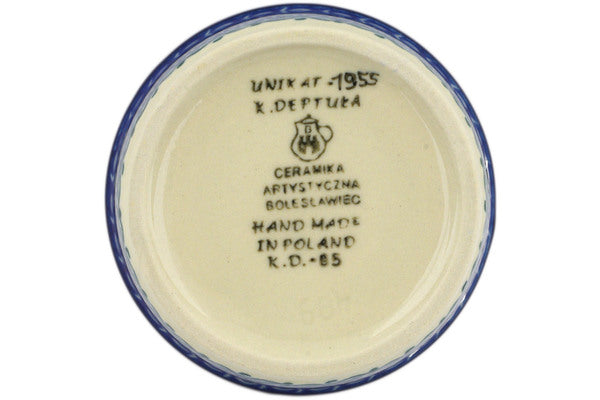 UNIKAT-1955
K. DEPTUŁA
CERAMIKA
ARTYSTYCZNA
BOLESŁAWIEC
HAND MADE
IN POLAND
K.D.-85